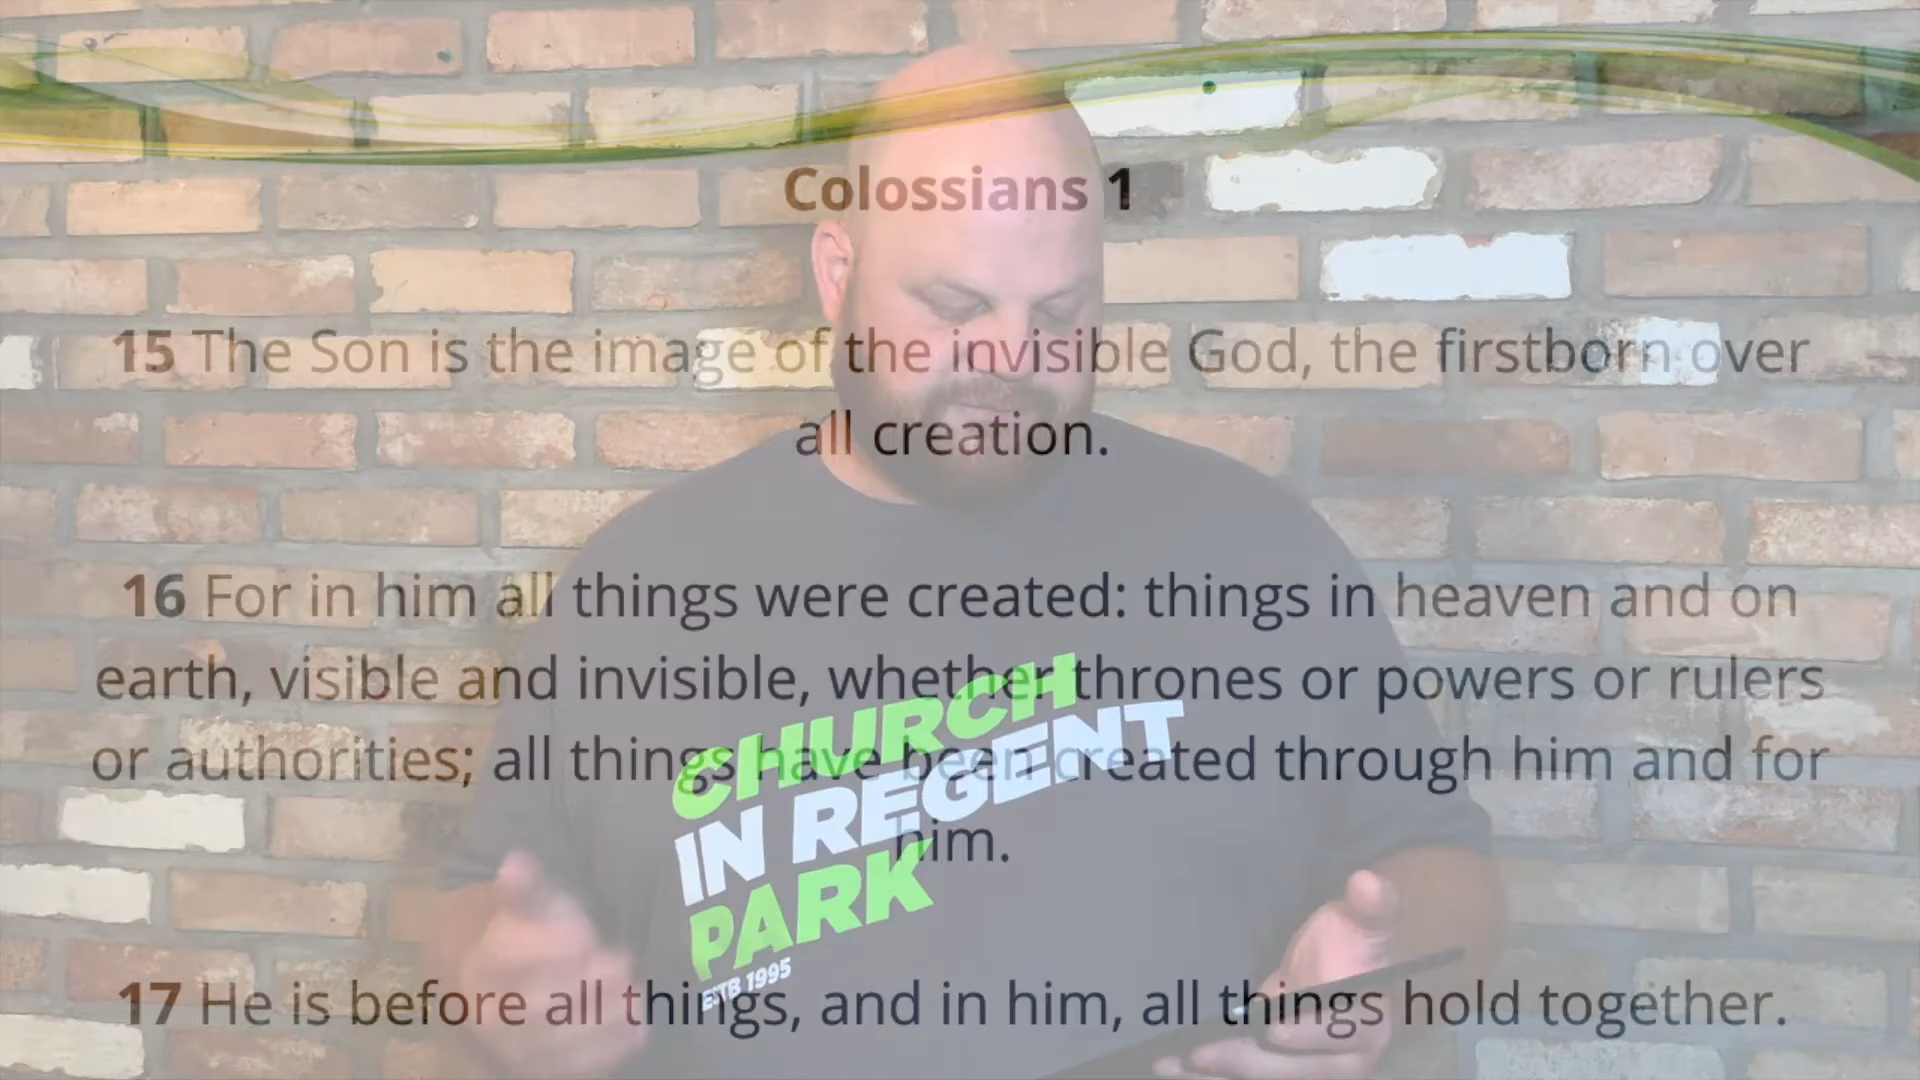 Colossians 1
15 The Son is the image of the invisible God, the firstborn over
all creation.
16 For in him all things were created: things in heaven and on
earth, visible and invisible, whether thrones or powers or rulers
or authorities; all things have been created through him and for
him.
17 He is before all things, and in him, all things hold together.
CHURCH
IN REGENT
PARK
ESTB 1995